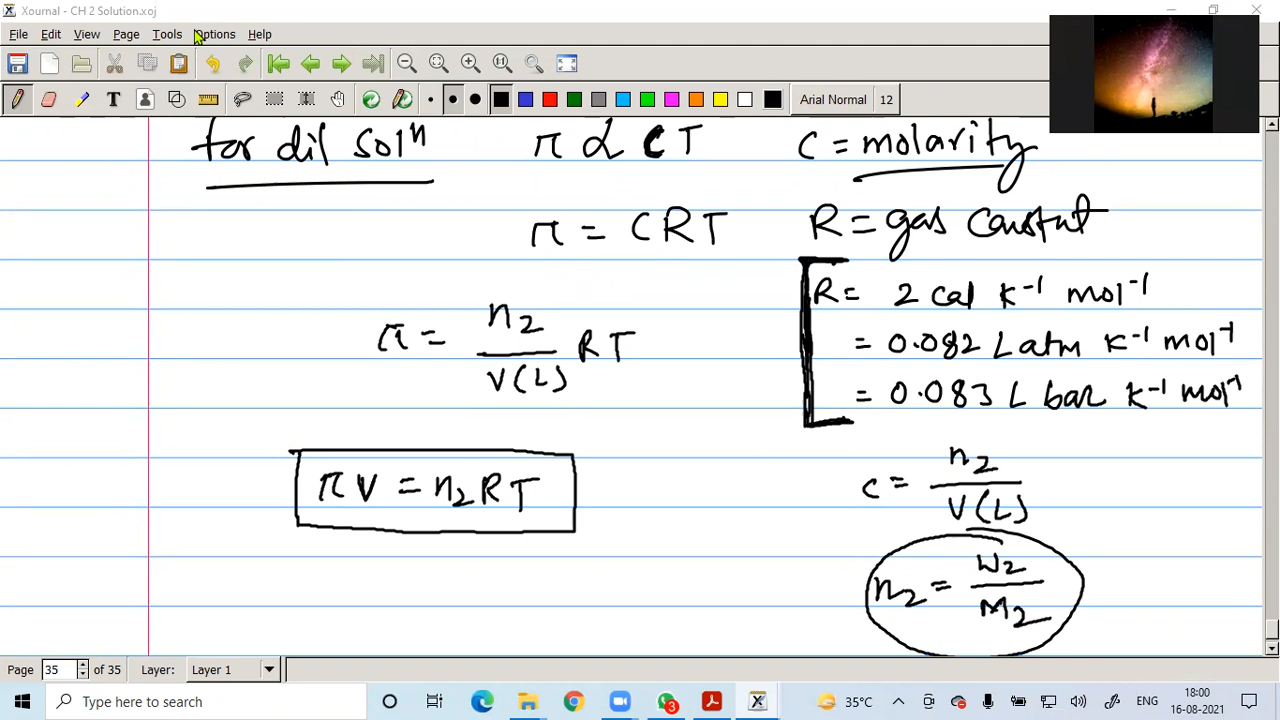 Xournal - CH 2 Solution.xoj
File Edit View Page Tools Options Help
Arial Normal 12
for dil solⁿ π ∝ CT C = molarity
π = CRT R = gas constant
R = 2 Cal K⁻¹ mol⁻¹
π = n₂ / V(L) RT = 0.082 L atm K⁻¹ mol⁻¹
= 0.083 L bar K⁻¹ mol⁻¹
πV = n₂RT C = n₂ / V(L)
n₂ = W₂ / M₂
Page 35 of 35 Layer: Layer 1
Type here to search 3 35°C ENG 18:00
16-08-2021